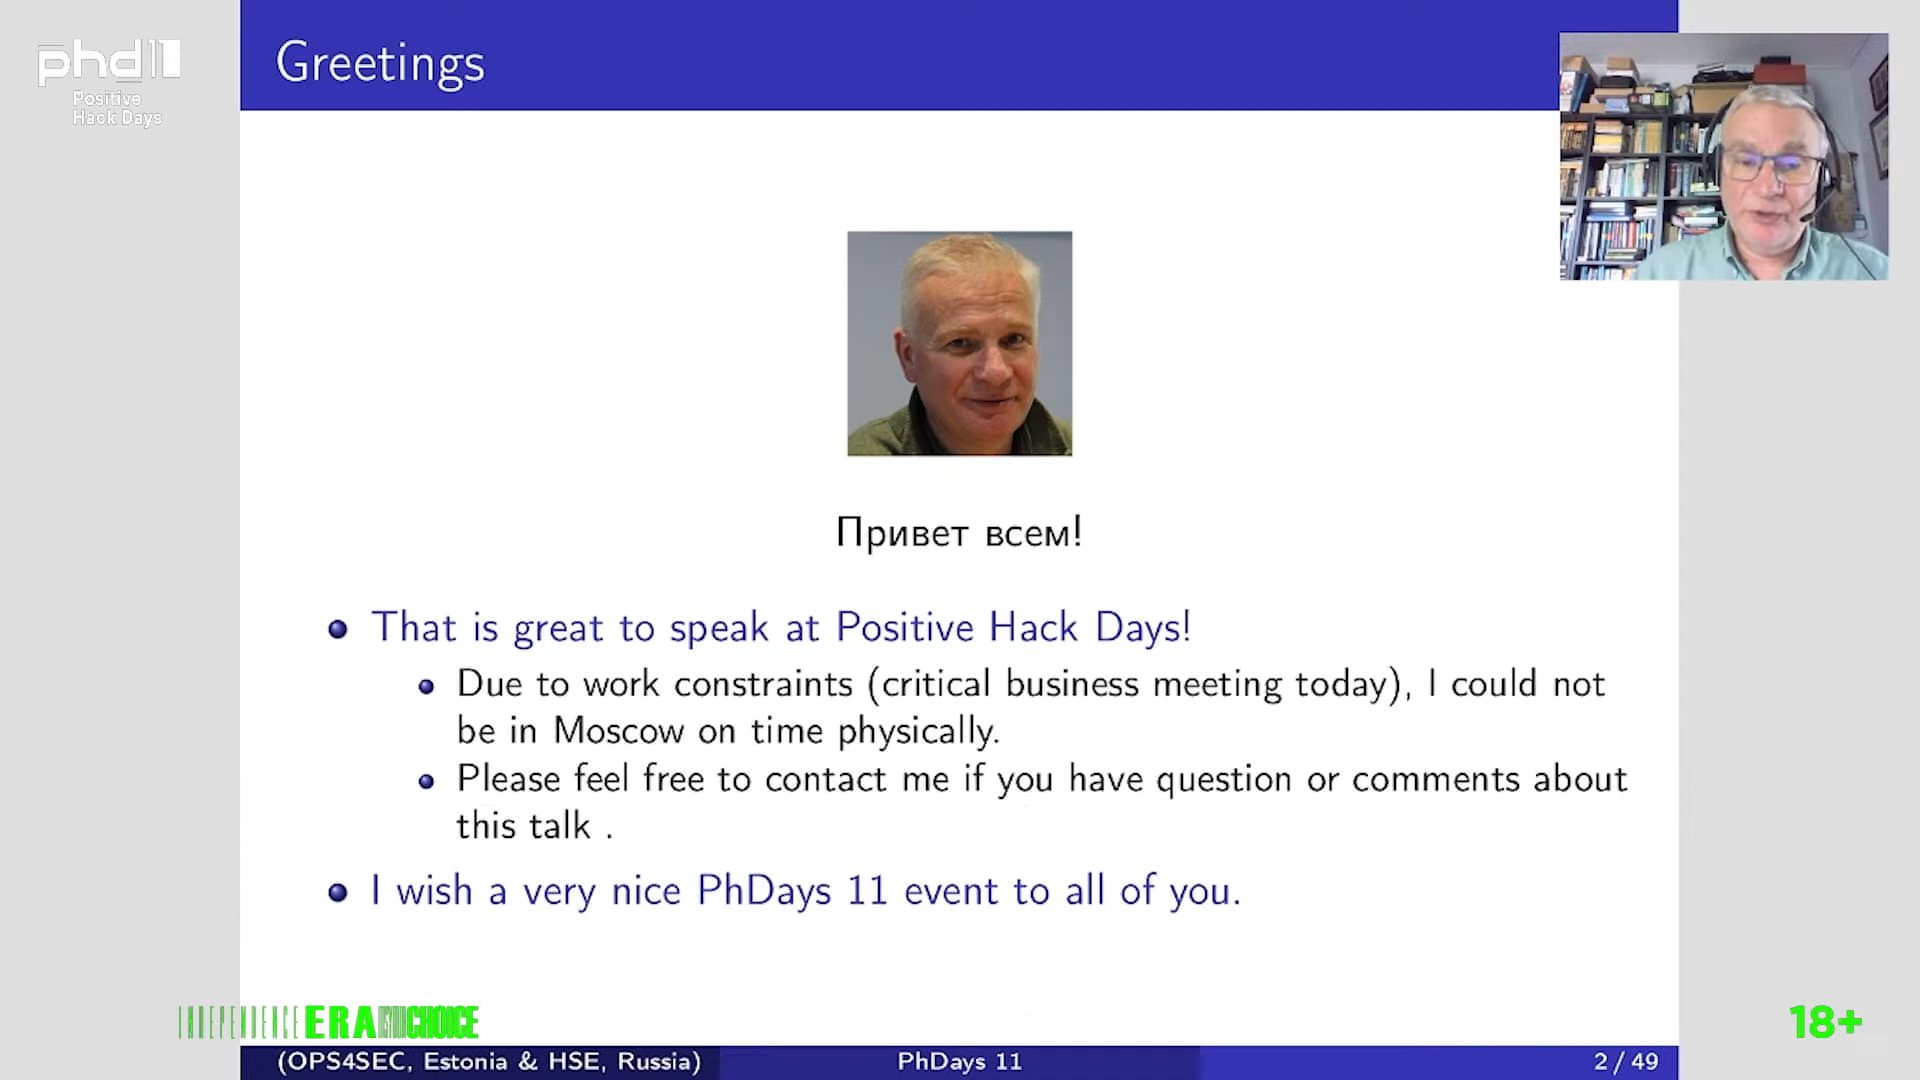 phd11
Positive
Hack Days
Greetings
Привет всем!
That is great to speak at Positive Hack Days!
Due to work constraints (critical business meeting today), I could not
be in Moscow on time physically.
Please feel free to contact me if you have question or comments about
this talk .
I wish a very nice PhDays 11 event to all of you.
INDEPENDENCE ERA CHOICE
18+
(OPS4SEC, Estonia & HSE, Russia)
PhDays 11
2 / 49